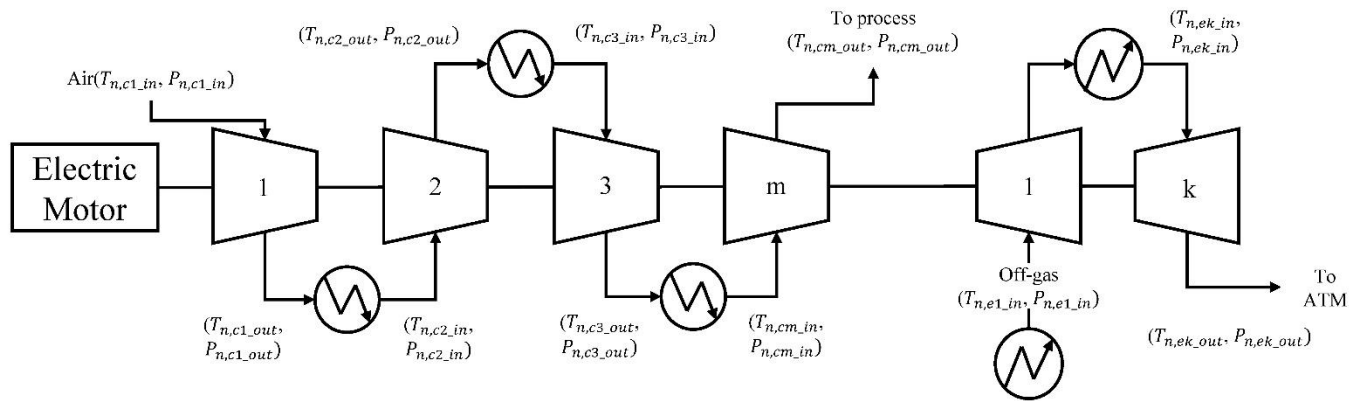 To process
(T_{n,cm_out}, P_{n,cm_out})
(T_{n,c2_out}, P_{n,c2_out})
(T_{n,c3_in}, P_{n,c3_in})
(T_{n,ek_in},
P_{n,ek_in})
Air(T_{n,c1_in}, P_{n,c1_in})
Electric
Motor
1
2
3
m
1
k
Off-gas
(T_{n,e1_in}, P_{n,e1_in})
To
ATM
(T_{n,c1_out},
P_{n,c1_out})
(T_{n,c2_in},
P_{n,c2_in})
(T_{n,c3_out},
P_{n,c3_out})
(T_{n,cm_in},
P_{n,cm_in})
(T_{n,ek_out}, P_{n,ek_out})